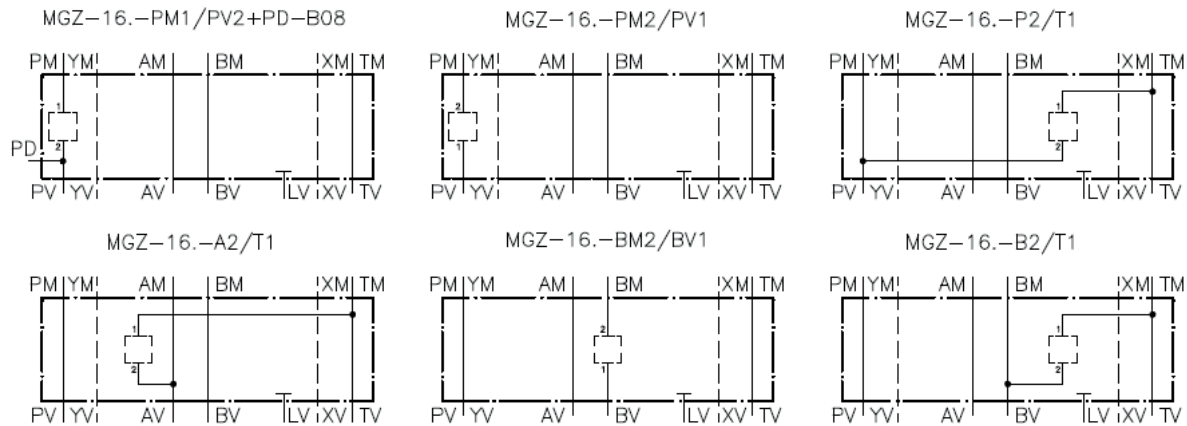 MGZ-16.-PM1/PV2+PD-B08 MGZ-16.-PM2/PV1 MGZ-16.-P2/T1
PM YM AM BM XM TM PM YM AM BM XM TM PM YM AM BM XM TM
1 2 1
2 1 2
PD
PV YV AV BV LV XV TV PV YV AV BV LV XV TV PV YV AV BV LV XV TV
MGZ-16.-A2/T1 MGZ-16.-BM2/BV1 MGZ-16.-B2/T1
PM YM AM BM XM TM PM YM AM BM XM TM PM YM AM BM XM TM
1 2 1
2 1 2
PV YV AV BV LV XV TV PV YV AV BV LV XV TV PV YV AV BV LV XV TV